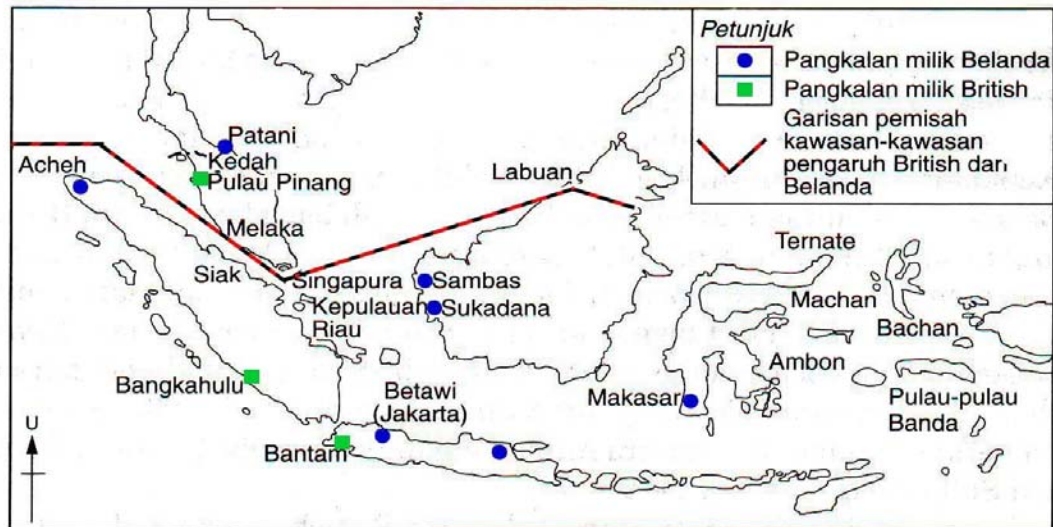 Petunjuk
Pangkalan milik Belanda
Pangkalan milik British
Garisan pemisah
kawasan-kawasan
pengaruh British dari
Belanda
Patani
Acheh
Kedah
Pulau Pinang
Labuan
Melaka
Ternate
Siak
Singapura
Sambas
Kepulauan
Riau
Sukadana
Machan
Bachan
Ambon
Bangkahulu
Betawi
(Jakarta)
Makasar
Pulau-pulau
Banda
Bantam
U